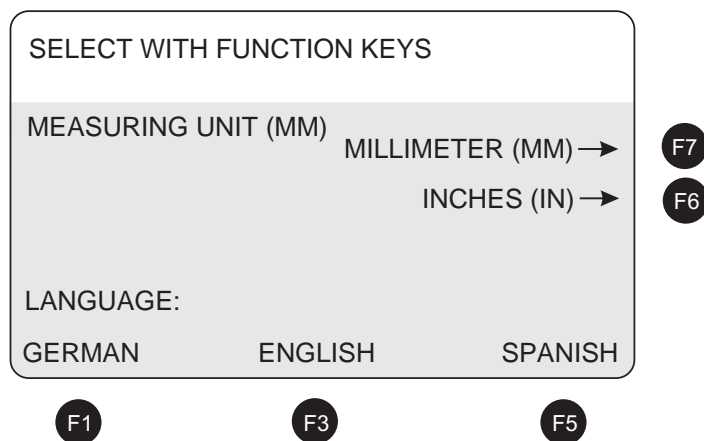 SELECT WITH FUNCTION KEYS
MEASURING UNIT (MM)
MILLIMETER (MM) → F7
INCHES (IN) → F6
LANGUAGE:
GERMAN ENGLISH SPANISH
F1 F3 F5